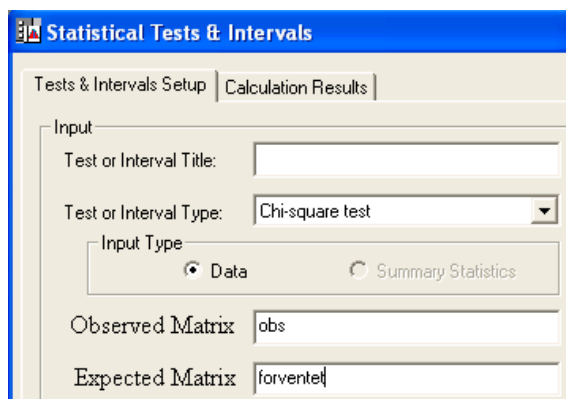 Statistical Tests & Intervals
Tests & Intervals Setup Calculation Results
Input
Test or Interval Title:
Test or Interval Type: Chi-square test
Input Type
Data Summary Statistics
Observed Matrix obs
Expected Matrix forventet